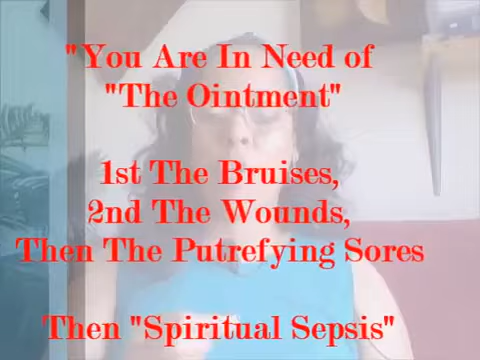 "You Are In Need of
"The Ointment"
1st The Bruises,
2nd The Wounds,
Then The Putrefying Sores
Then "Spiritual Sepsis"